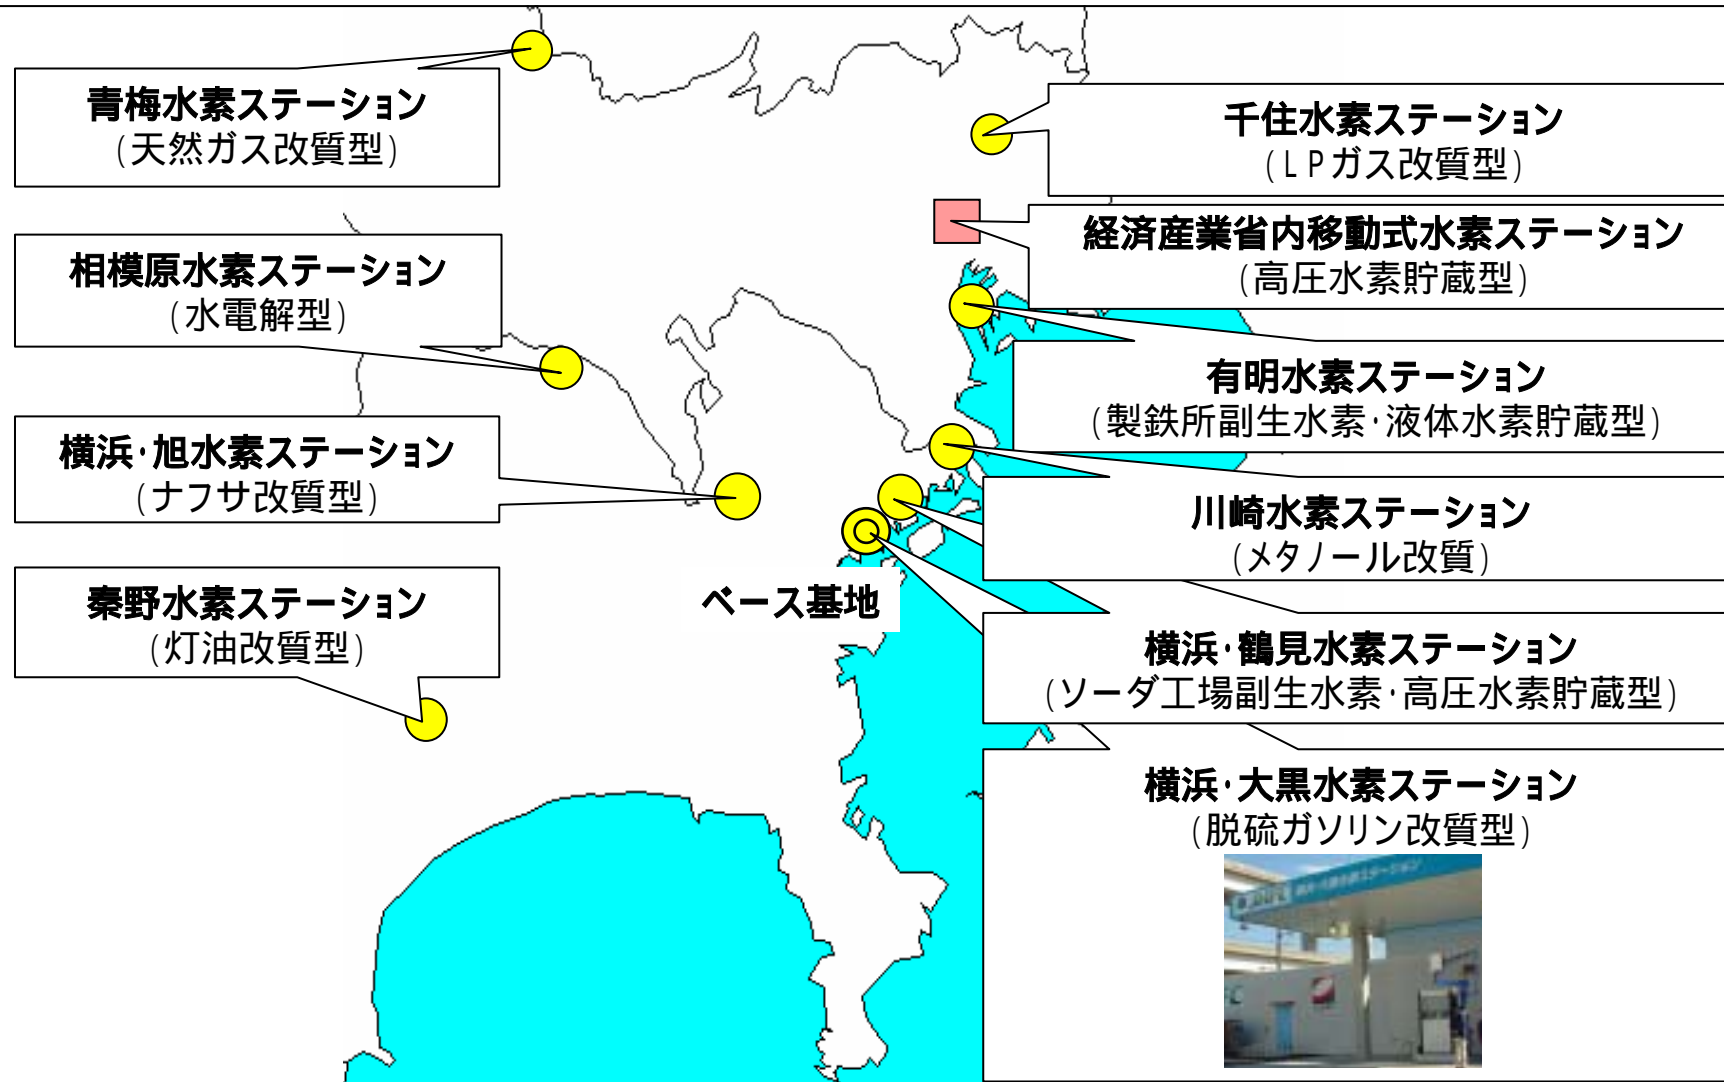 青梅水素ステーション
(天然ガス改質型)
千住水素ステーション
(LPガス改質型)
経済産業省内移動式水素ステーション
(高圧水素貯蔵型)
相模原水素ステーション
(水電解型)
有明水素ステーション
(製鉄所副生水素・液体水素貯蔵型)
横浜・旭水素ステーション
(ナフサ改質型)
川崎水素ステーション
(メタノール改質)
ベース基地
秦野水素ステーション
(灯油改質型)
横浜・鶴見水素ステーション
(ソーダ工場副生水素・高圧水素貯蔵型)
横浜・大黒水素ステーション
(脱硫ガソリン改質型)